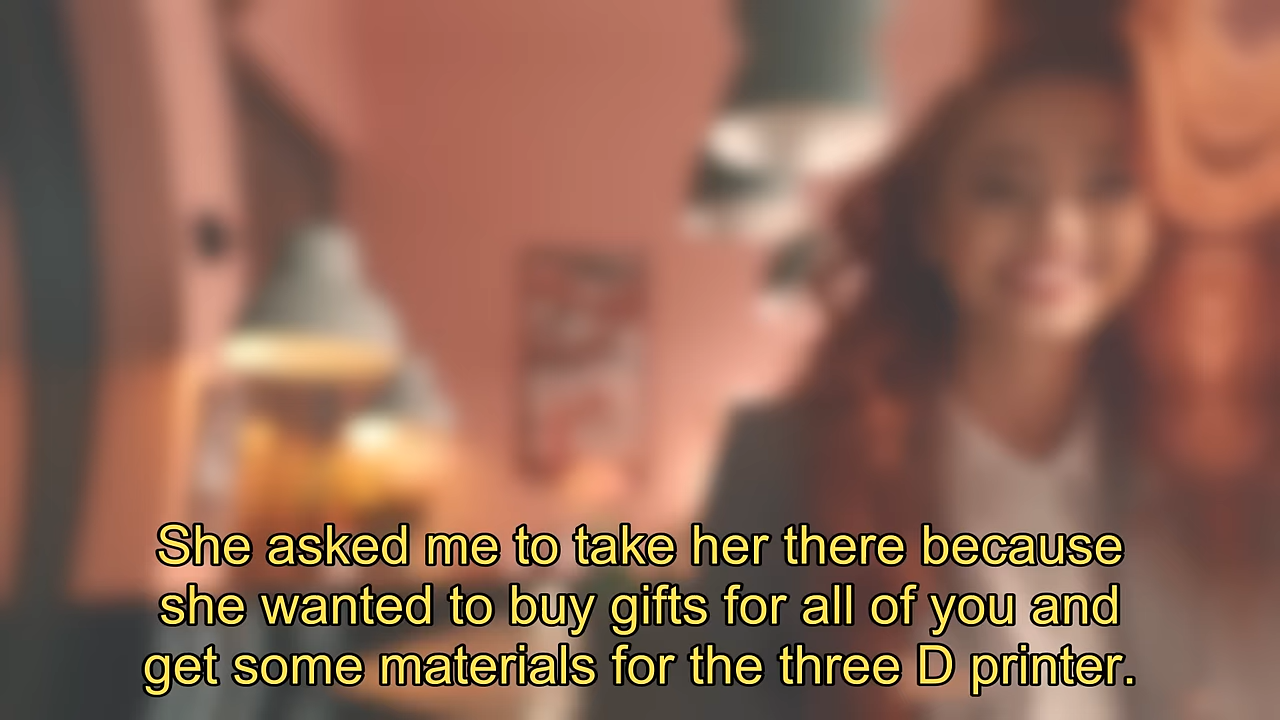 She asked me to take her there because
she wanted to buy gifts for all of you and
get some materials for the three D printer.